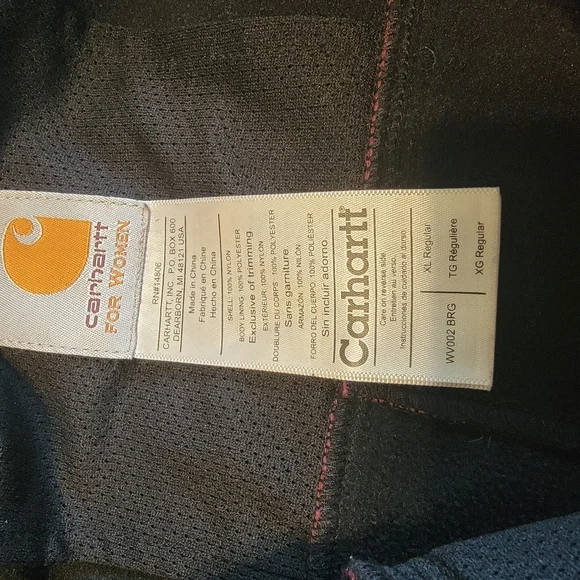 carhartt
FOR WOMEN
RN#14806
CARHARTT, INC. P.O. BOX 600
DEARBORN, MI 48121 USA
Made in China
Fabriqué en Chine
Hecho en China
SHELL: 100% NYLON
BODY LINING: 100% POLYESTER
Exclusive of trimming.
EXTÉRIEUR: 100% NYLON
DOUBLURE DU CORPS: 100% POLYESTER
Sans garniture.
ARMAZÓN: 100% NILÓN
FORRO DEL CUERPO: 100% POLIÉSTER
Sin incluir adorno.
Carhartt
Care on reverse side
Entretien au verso.
Instrucciones de cuidado al dorso.
WV002 BRG
XL Regular
TG Régulière
XG Regular